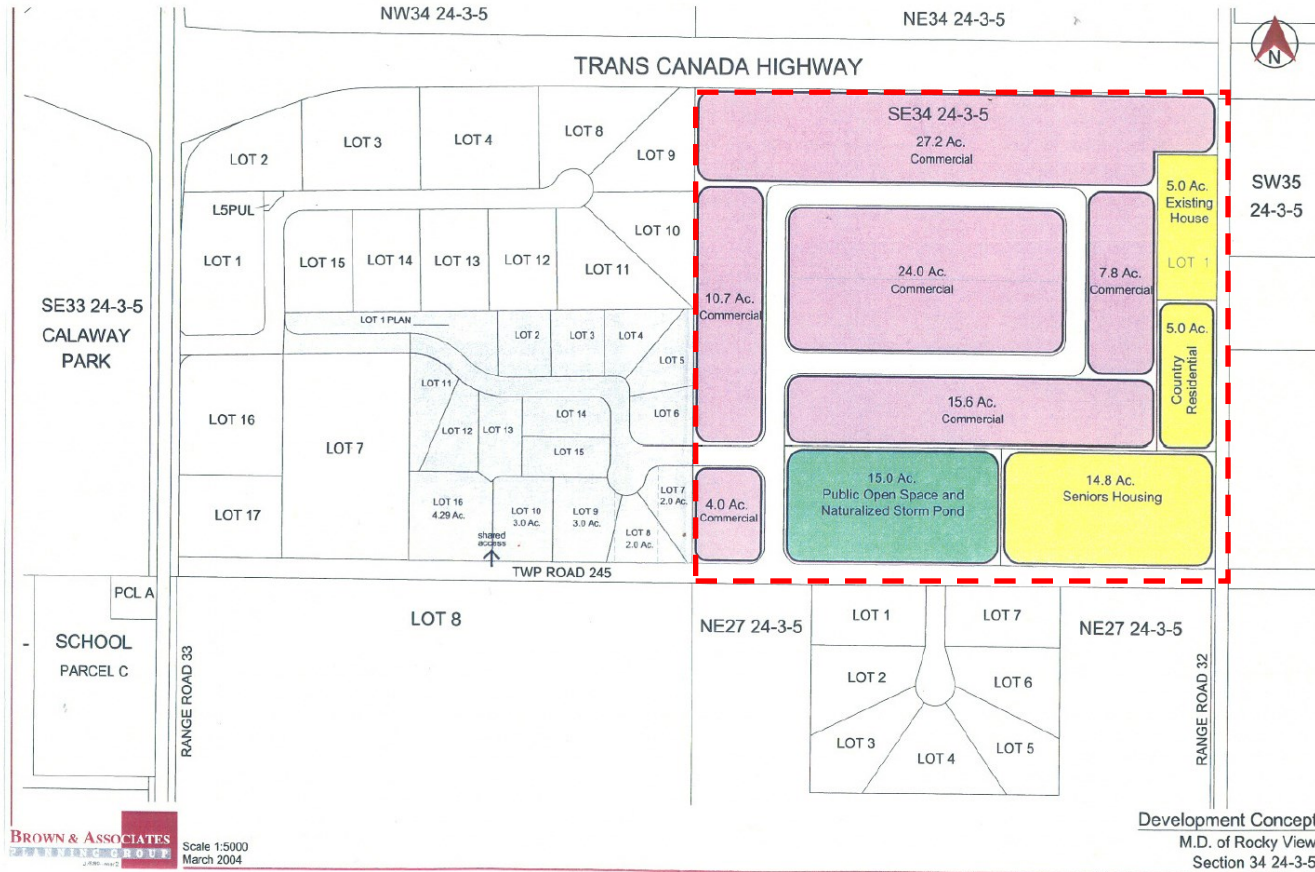 NW34 24-3-5
NE34 24-3-5
TRANS CANADA HIGHWAY
N
SE34 24-3-5
27.2 Ac.
Commercial
LOT 2
LOT 3
LOT 4
LOT 8
LOT 9
L5PUL
LOT 1
LOT 15
LOT 14
LOT 13
LOT 12
LOT 11
LOT 10
5.0 Ac.
Existing
House
LOT 1
SW35
24-3-5
10.7 Ac.
Commercial
24.0 Ac.
Commercial
7.8 Ac.
Commercial
SE33 24-3-5
CALAWAY
PARK
LOT 1 PLAN
LOT 2
LOT 3
LOT 4
LOT 5
LOT 6
5.0 Ac.
Country
Residential
15.6 Ac.
Commercial
LOT 16
LOT 7
LOT 11
LOT 12
LOT 13
LOT 14
LOT 15
LOT 17
LOT 16
4.29 Ac.
shared
access
LOT 10
3.0 Ac.
LOT 9
3.0 Ac.
LOT 8
2.0 Ac.
LOT 7
2.0 Ac.
4.0 Ac.
Commercial
15.0 Ac.
Public Open Space and
Naturalized Storm Pond
14.8 Ac.
Seniors Housing
TWP ROAD 245
PCL A
SCHOOL
PARCEL C
RANGE ROAD 33
LOT 8
NE27 24-3-5
LOT 1
LOT 7
LOT 2
LOT 6
LOT 3
LOT 4
LOT 5
NE27 24-3-5
RANGE ROAD 32
BROWN & ASSOCIATES
PLANNING GROUP
Scale 1:5000
March 2004
Development Concept
M.D. of Rocky View
Section 34 24-3-5